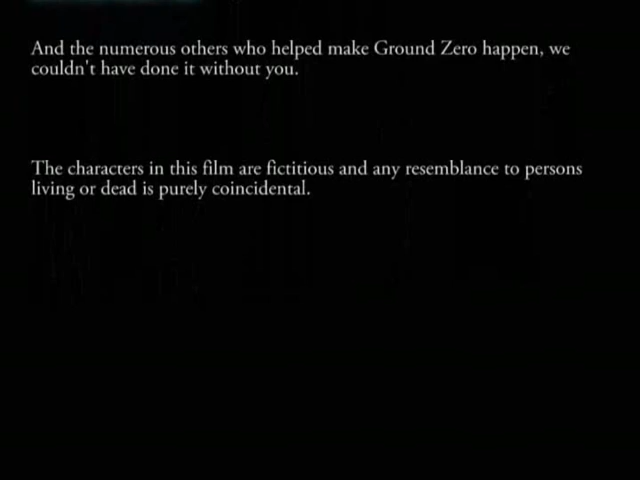 And the numerous others who helped make Ground Zero happen, we
couldn't have done it without you.
The characters in this film are fictitious and any resemblance to persons
living or dead is purely coincidental.